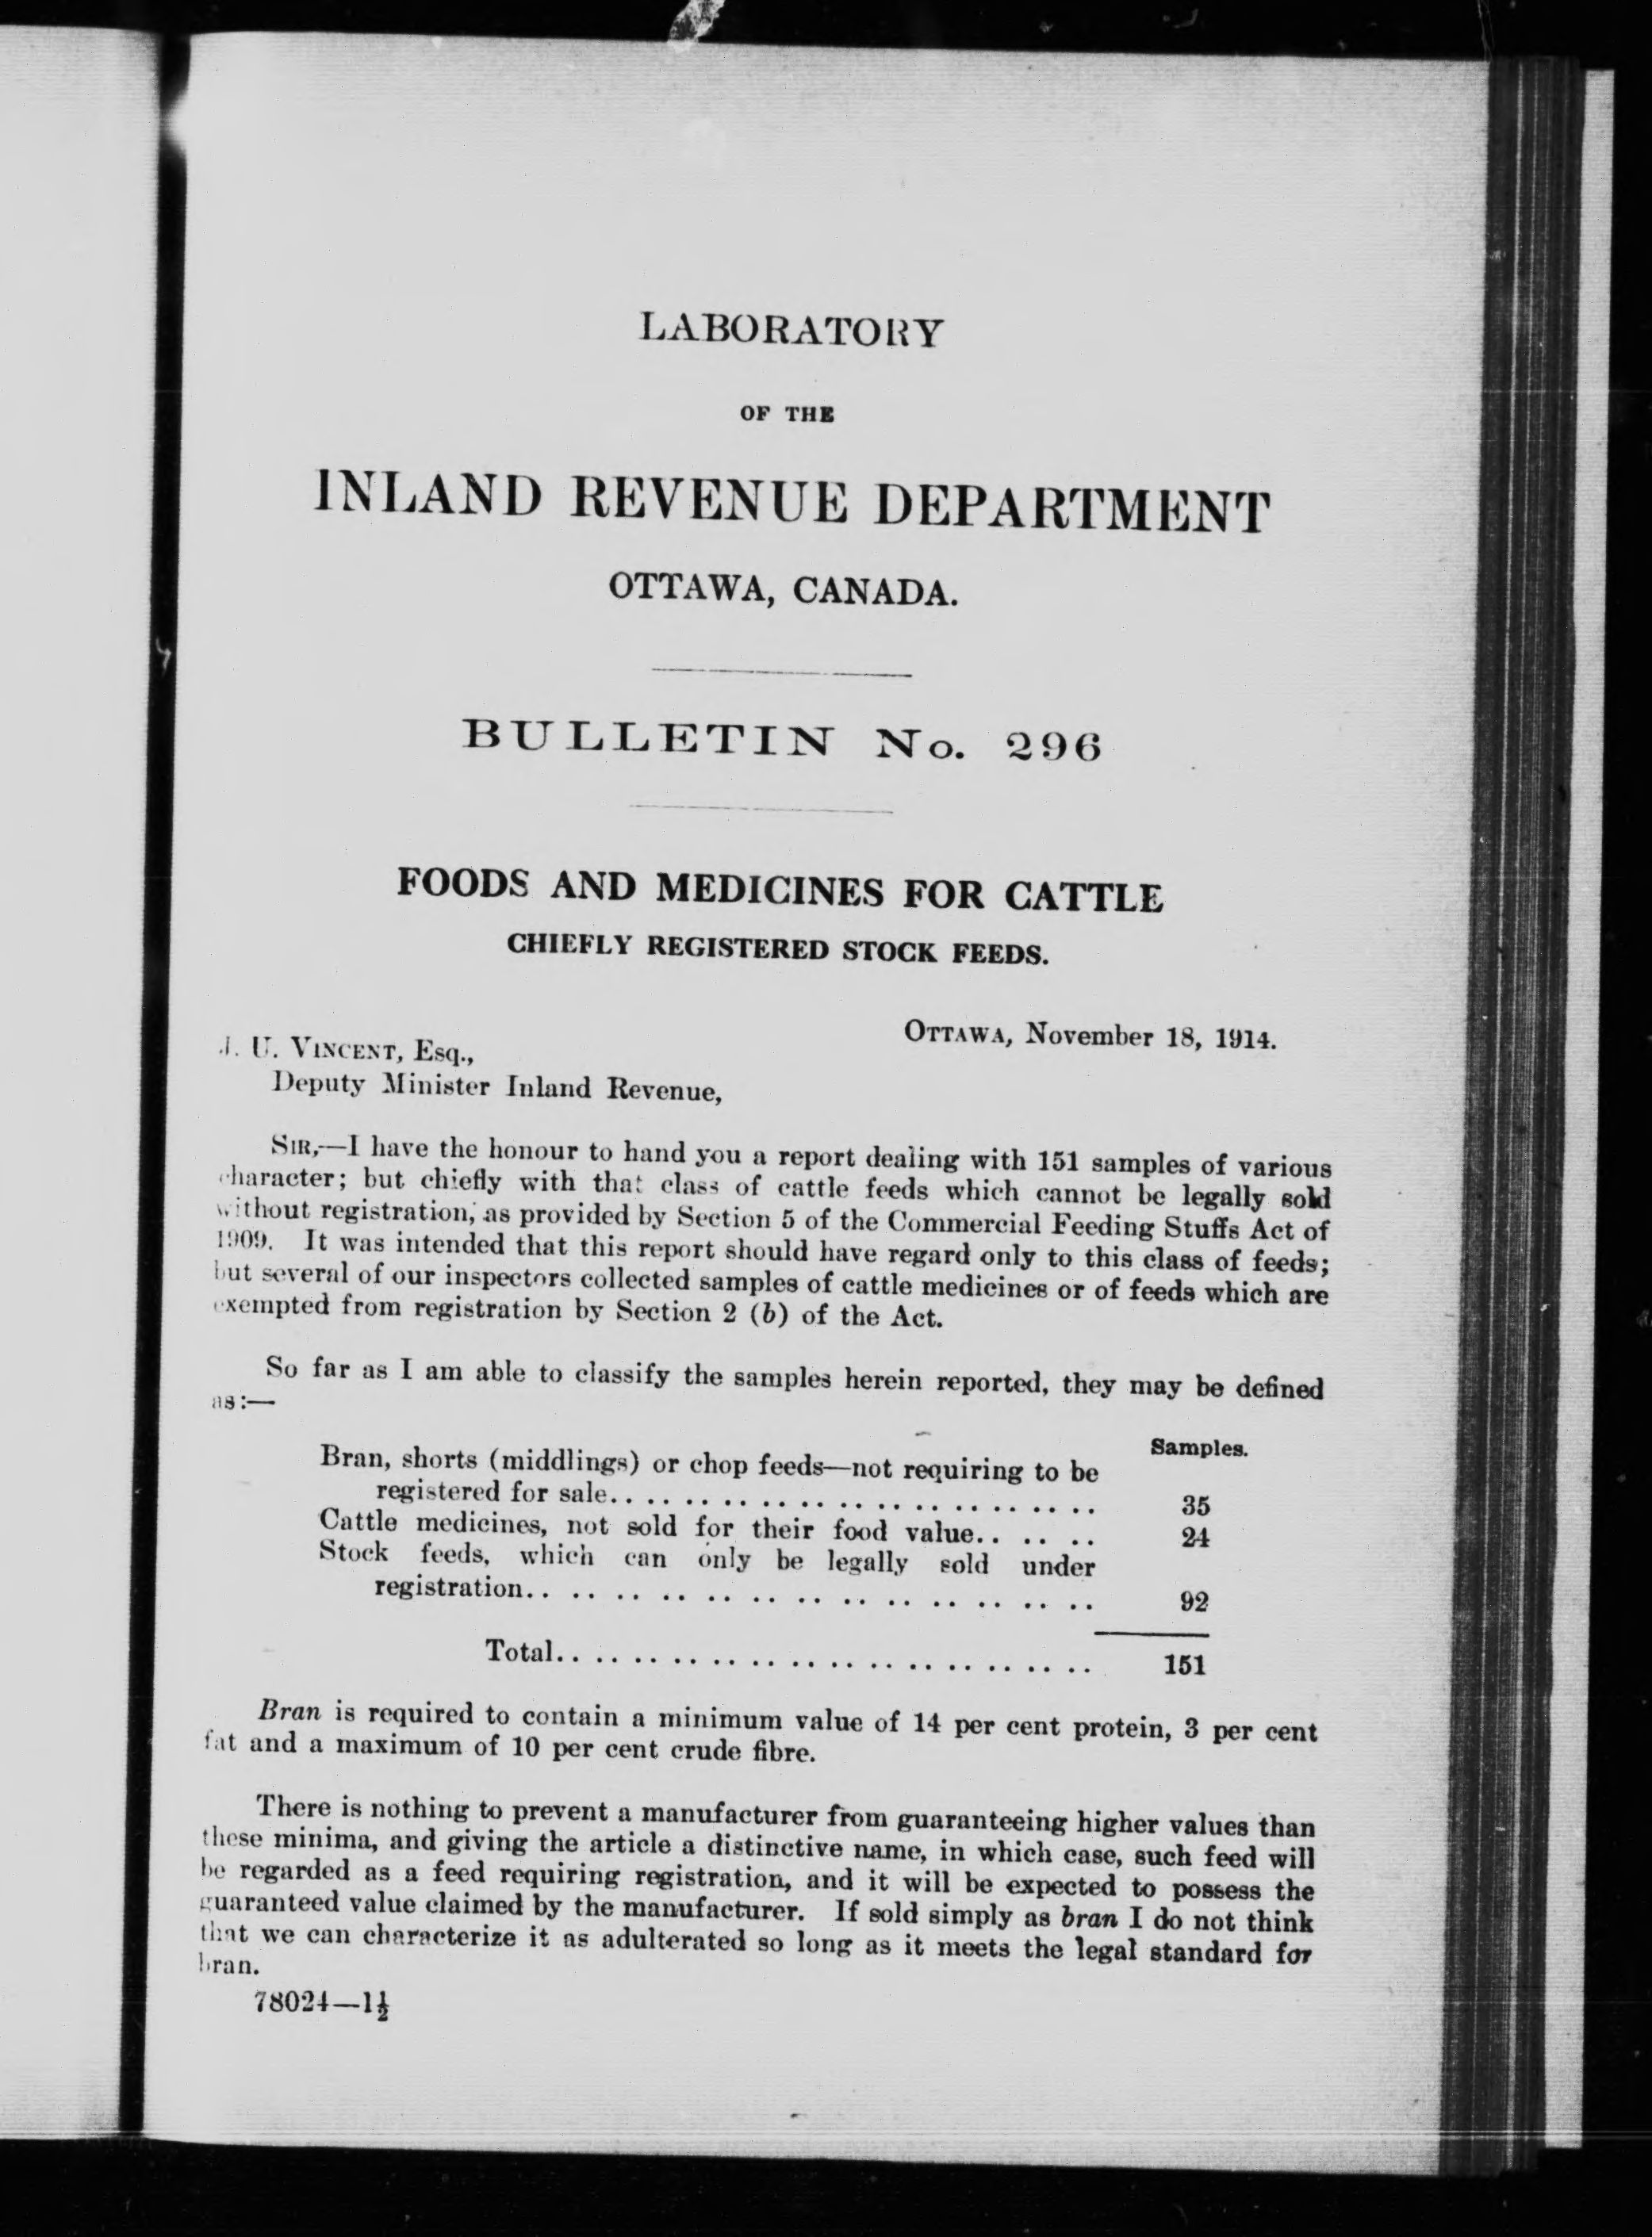 LABORATORY
OF THE
INLAND REVENUE DEPARTMENT
OTTAWA, CANADA.
BULLETIN No. 296
FOODS AND MEDICINES FOR CATTLE
CHIEFLY REGISTERED STOCK FEEDS.
OTTAWA, November 18, 1914.
J. U. VINCENT, Esq.,
Deputy Minister Inland Revenue,
SIR,—I have the honour to hand you a report dealing with 151 samples of various
character; but chiefly with that class of cattle feeds which cannot be legally sold
without registration, as provided by Section 5 of the Commercial Feeding Stuffs Act of
1909. It was intended that this report should have regard only to this class of feeds;
but several of our inspectors collected samples of cattle medicines or of feeds which are
exempted from registration by Section 2 (b) of the Act.
So far as I am able to classify the samples herein reported, they may be defined
as:—
Samples.
Bran, shorts (middlings) or chop feeds—not requiring to be
registered for sale.. .. .. .. .. .. .. .. .. .. .. .. .. 35
Cattle medicines, not sold for their food value.. .. .. .. 24
Stock feeds, which can only be legally sold under
registration.. .. .. .. .. .. .. .. .. .. .. .. .. 92
Total.. .. .. .. .. .. .. .. .. .. .. .. .. .. 151
Bran is required to contain a minimum value of 14 per cent protein, 3 per cent
fat and a maximum of 10 per cent crude fibre.
There is nothing to prevent a manufacturer from guaranteeing higher values than
these minima, and giving the article a distinctive name, in which case, such feed will
be regarded as a feed requiring registration, and it will be expected to possess the
guaranteed value claimed by the manufacturer. If sold simply as bran I do not think
that we can characterize it as adulterated so long as it meets the legal standard for
bran.
78024—1½